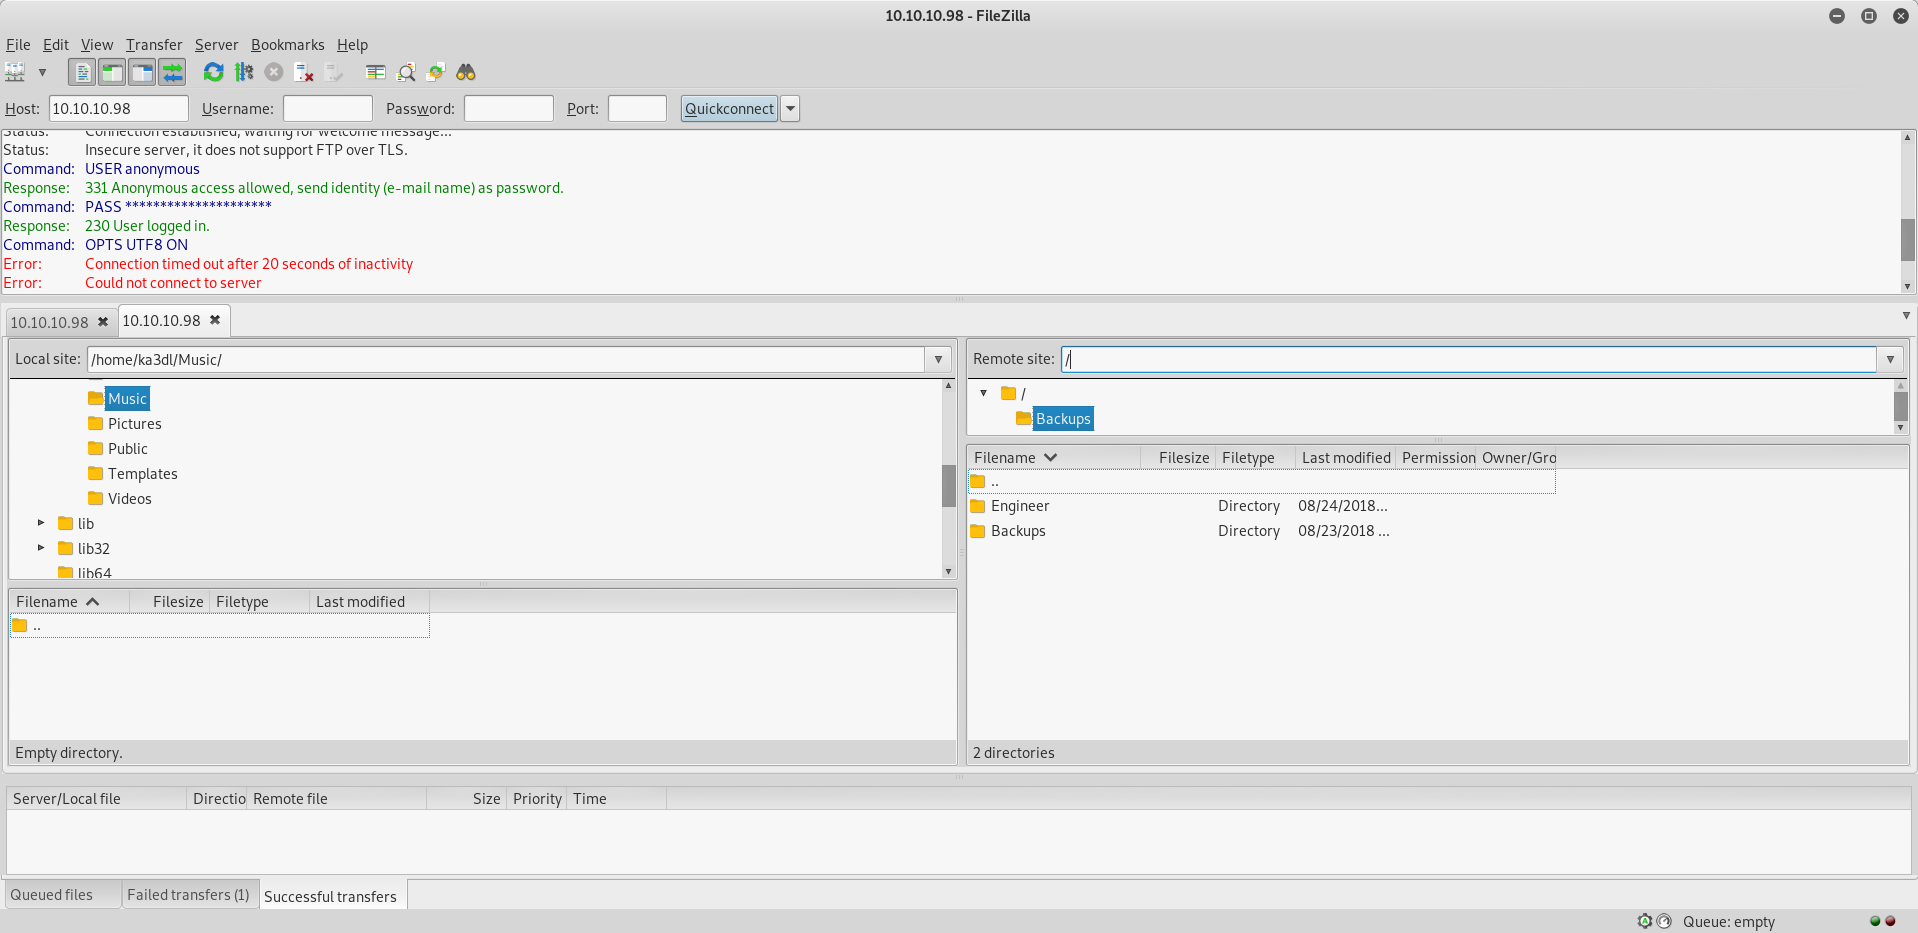 10.10.10.98 - FileZilla
File Edit View Transfer Server Bookmarks Help
Host: 10.10.10.98 Username: Password: Port: Quickconnect
Status: Connection established, waiting for welcome message...
Status: Insecure server, it does not support FTP over TLS.
Command: USER anonymous
Response: 331 Anonymous access allowed, send identity (e-mail name) as password.
Command: PASS *********************
Response: 230 User logged in.
Command: OPTS UTF8 ON
Error: Connection timed out after 20 seconds of inactivity
Error: Could not connect to server
10.10.10.98 10.10.10.98
Local site: /home/ka3dl/Music/
Music
Pictures
Public
Templates
Videos
lib
lib32
lib64
Filename Filesize Filetype Last modified
..
Empty directory.
Remote site: /
/
Backups
Filename Filesize Filetype Last modified Permission Owner/Gro
..
Engineer Directory 08/24/2018...
Backups Directory 08/23/2018 ...
2 directories
Server/Local file Directio Remote file Size Priority Time
Queued files Failed transfers (1) Successful transfers
Queue: empty